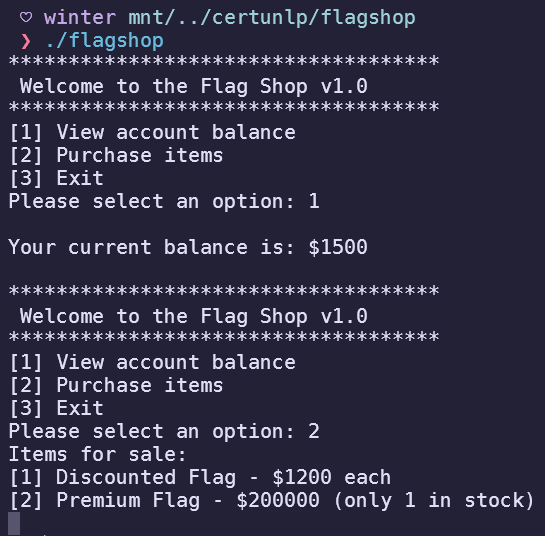 ♡ winter mnt/../certunlp/flagshop
❯ ./flagshop
************************************
 Welcome to the Flag Shop v1.0
************************************
[1] View account balance
[2] Purchase items
[3] Exit
Please select an option: 1

Your current balance is: $1500

************************************
 Welcome to the Flag Shop v1.0
************************************
[1] View account balance
[2] Purchase items
[3] Exit
Please select an option: 2
Items for sale:
[1] Discounted Flag - $1200 each
[2] Premium Flag - $200000 (only 1 in stock)